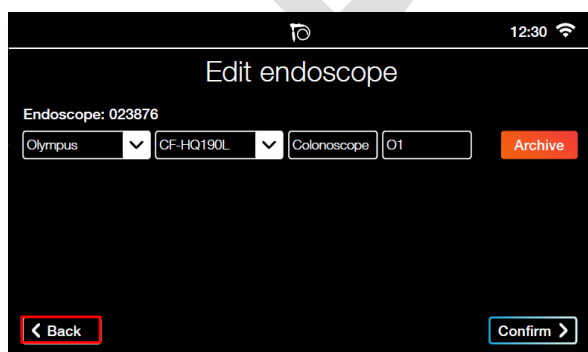 12:30
Edit endoscope
Endoscope: 023876
Olympus CF-HQ190L Colonoscope O1 Archive
Back Confirm